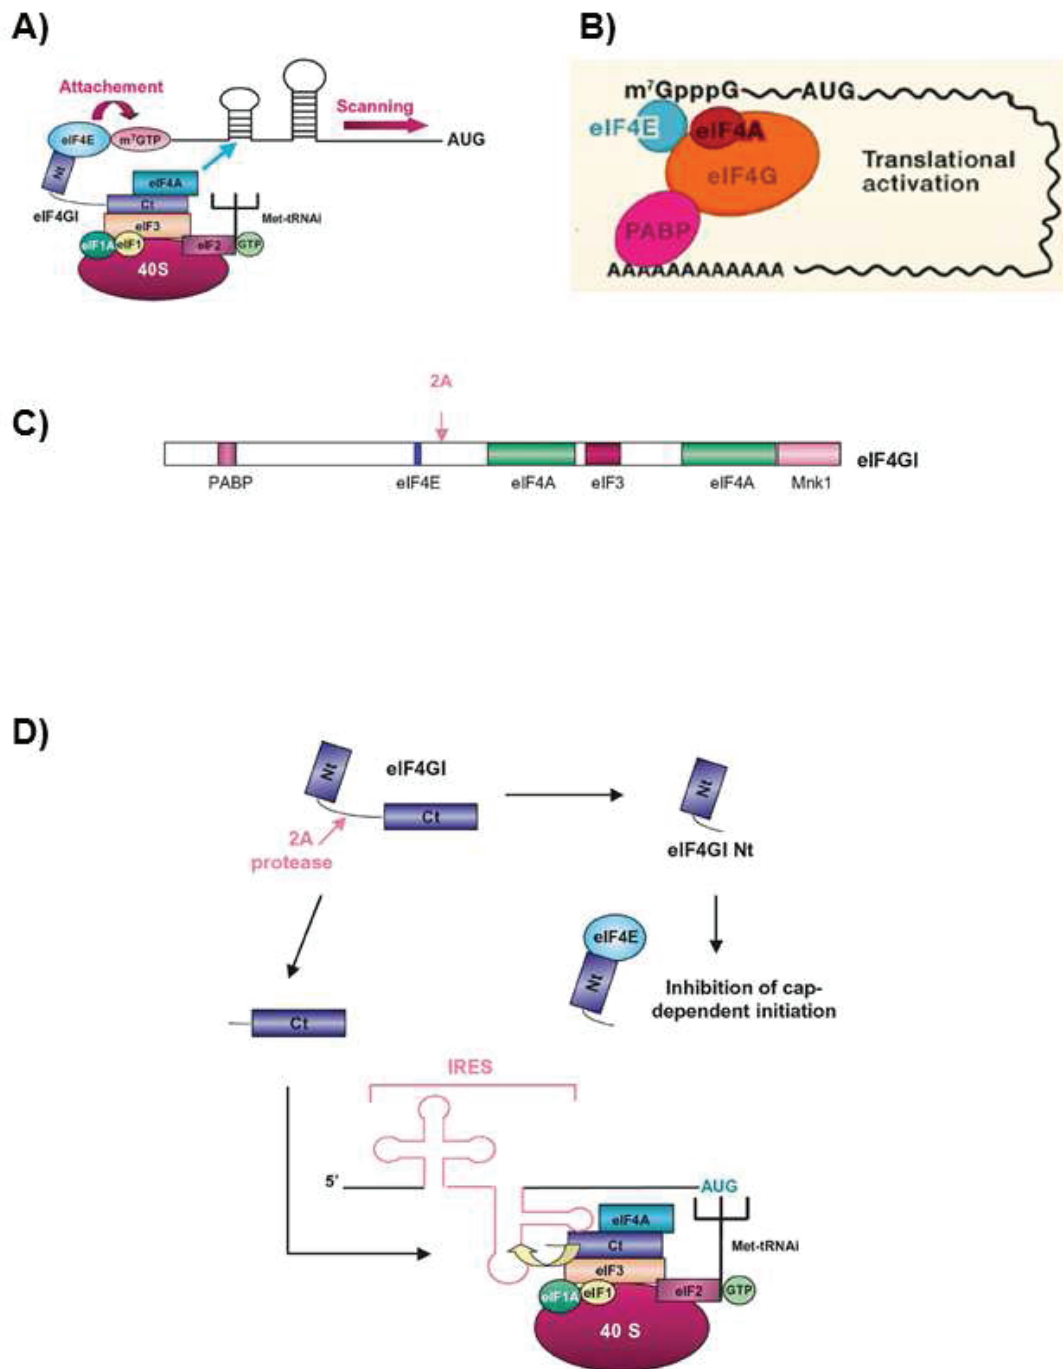 A)
Attachement
Scanning
eIF4E
m⁷GTP
AUG
Nt
eIF4A
Ct
eIF4GI
Met-tRNAi
eIF3
eIF1A
eIF1
eIF2
GTP
40S
B)
m⁷GpppG
AUG
eIF4E
eIF4A
eIF4G
Translational
activation
PABP
AAAAAAAAAAAA
C)
2A
eIF4GI
PABP
eIF4E
eIF4A
eIF3
eIF4A
Mnk1
D)
Nt
eIF4GI
Ct
2A
protease
Nt
eIF4GI Nt
eIF4E
Nt
Inhibition of cap-
dependent initiation
Ct
IRES
5'
AUG
eIF4A
Ct
Met-tRNAi
eIF3
eIF1A
eIF1
eIF2
GTP
40 S